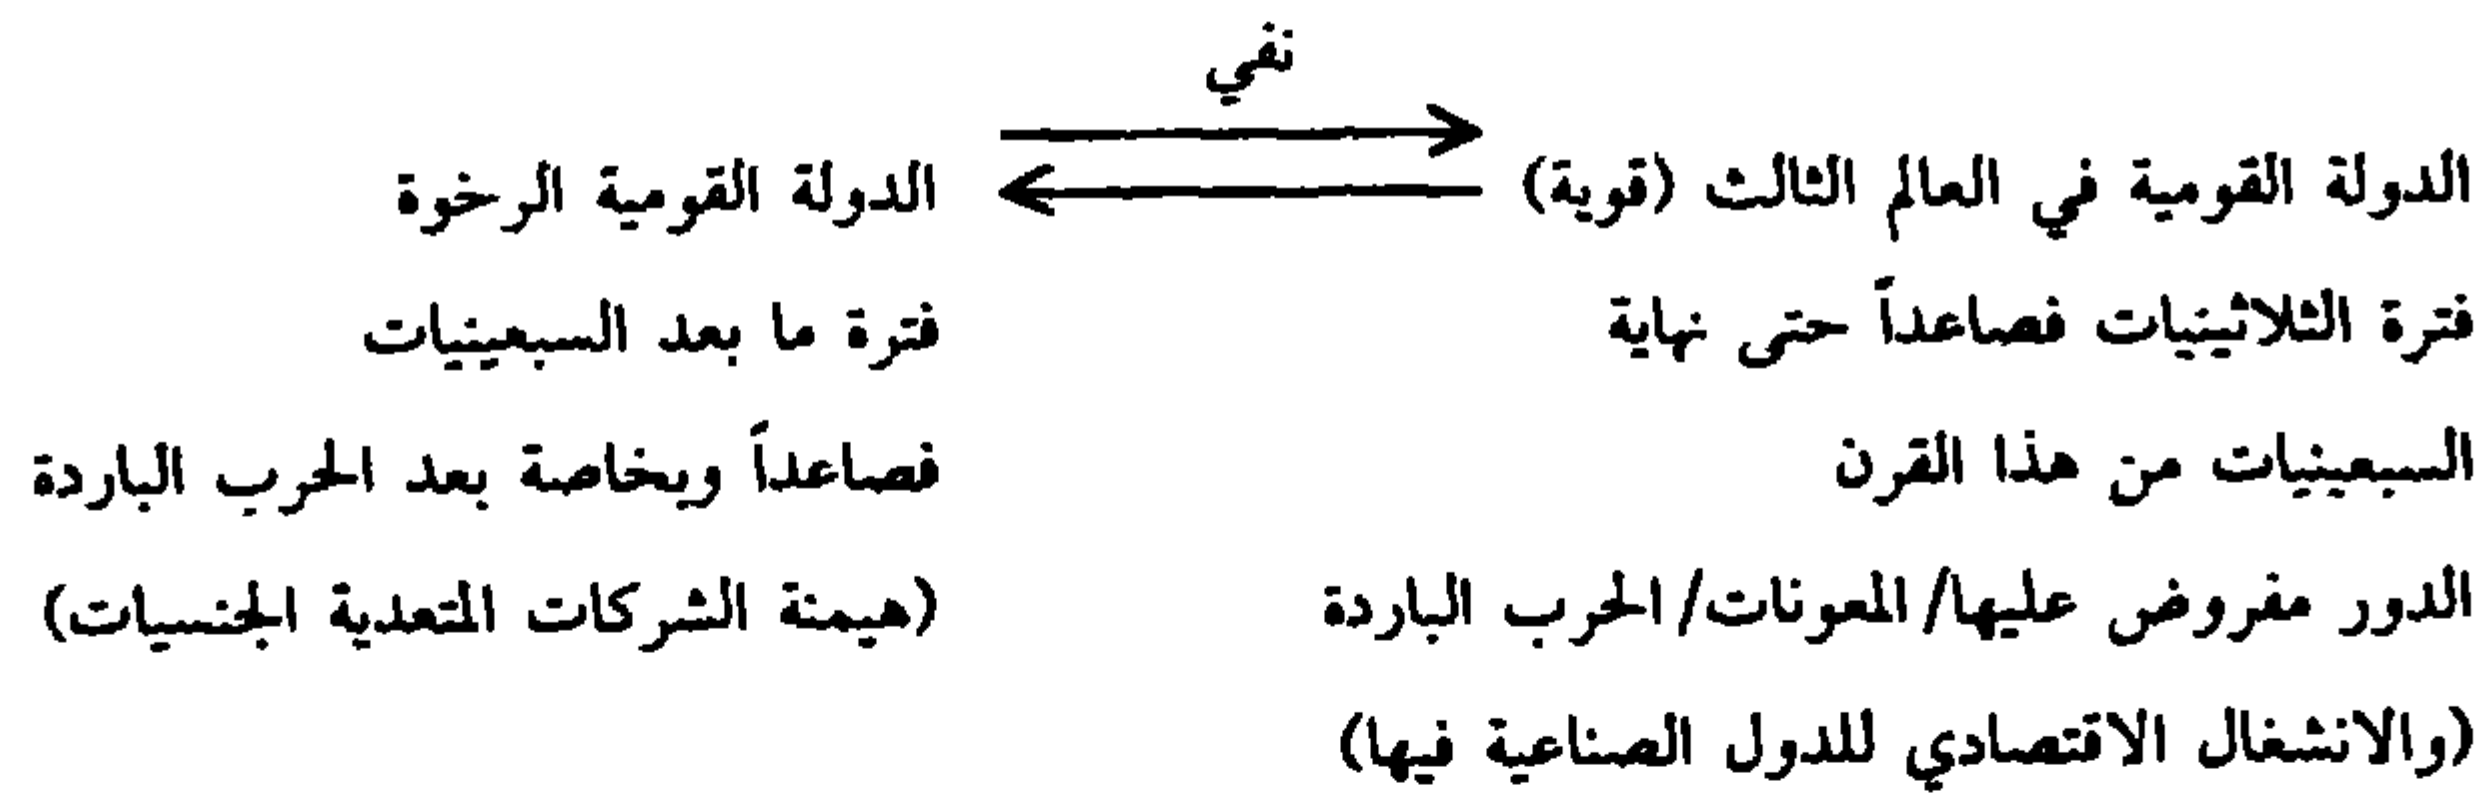 نفي
الدولة القومية في العالم الثالث (قوية)
فترة الثلاثينيات فصاعداً حتى نهاية
السبعينيات من هذا القرن
الدور مفروض عليها/ المعونات/ الحرب الباردة
(والانشغال الاقتصادي للدول الصناعية فيها)
الدولة القومية الرخوة
فترة ما بعد السبعينيات
فصاعداً وبخاصة بعد الحرب الباردة
(هيمنة الشركات المتعدية الجنسيات)